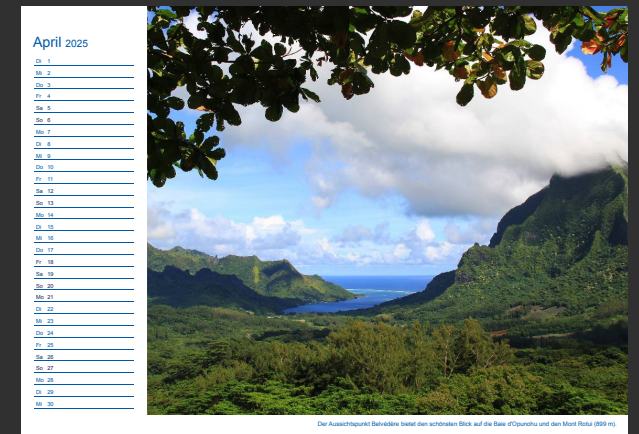 April 2025
Di 1
Mi 2
Do 3
Fr 4
Sa 5
So 6
Mo 7
Di 8
Mi 9
Do 10
Fr 11
Sa 12
So 13
Mo 14
Di 15
Mi 16
Do 17
Fr 18
Sa 19
So 20
Mo 21
Di 22
Mi 23
Do 24
Fr 25
Sa 26
So 27
Mo 28
Di 29
Mi 30
Der Aussichtspunkt Belvédère bietet den schönsten Blick auf die Baie d'Opunohu und den Mont Rotui (899 m).